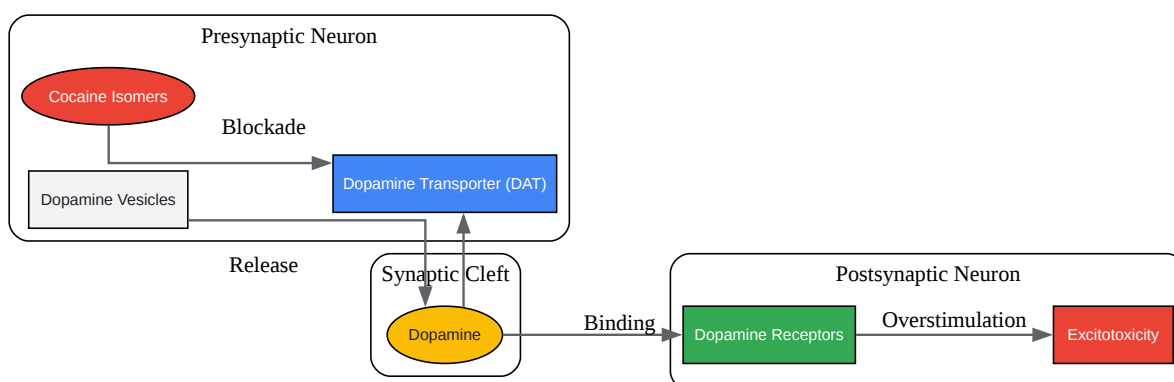 Presynaptic Neuron
Cocaine Isomers
Blockade
Dopamine Transporter (DAT)
Dopamine Vesicles
Release
Synaptic Cleft
Postsynaptic Neuron
Dopamine
Binding
Dopamine Receptors
Overstimulation
Excitotoxicity